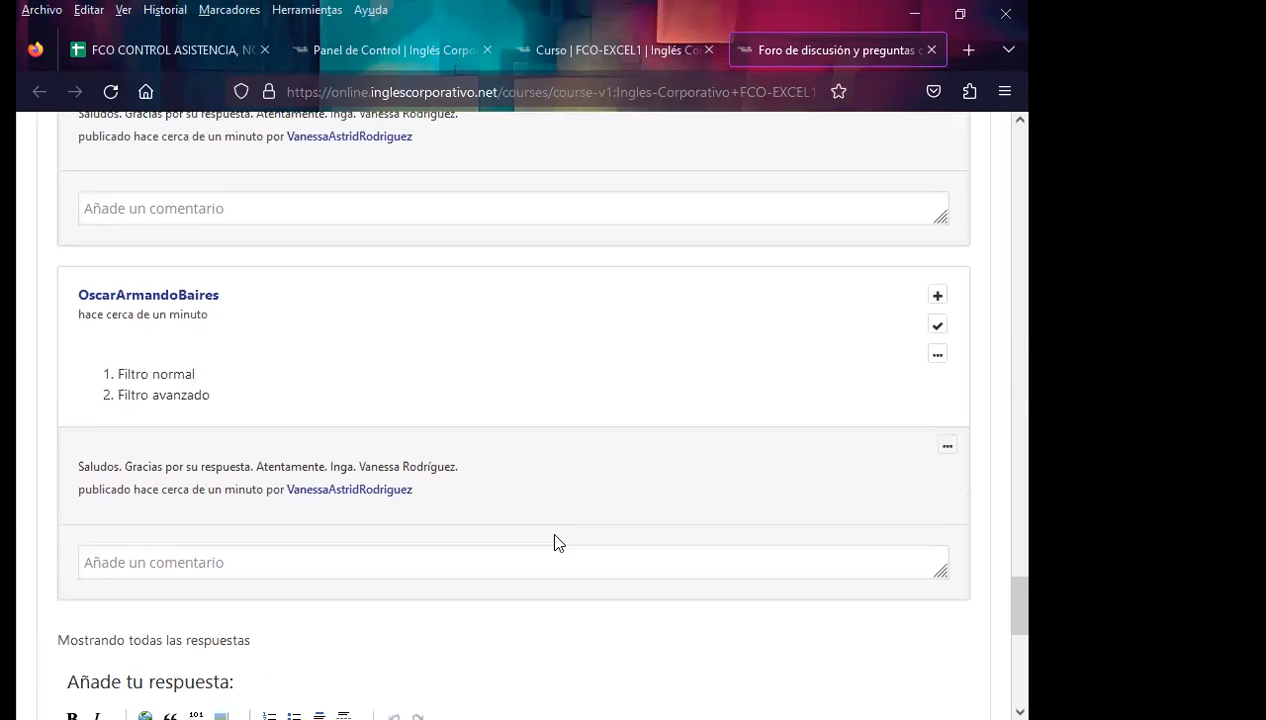 Archivo Editar Ver Historial Marcadores Herramientas Ayuda
FCO CONTROL ASISTENCIA, NO Panel de Control | Inglés Corpo Curso | FCO-EXCEL1 | Inglés Co Foro de discusión y preguntas
https://online.inglescorporativo.net/courses/course-v1:Ingles-Corporativo+FCO-EXCEL1
Saludos. Gracias por su respuesta. Atentamente. Inga. Vanessa Rodríguez.
publicado hace cerca de un minuto por VanessaAstridRodriguez
Añade un comentario
OscarArmandoBaires
hace cerca de un minuto
1. Filtro normal
2. Filtro avanzado
Saludos. Gracias por su respuesta. Atentamente. Inga. Vanessa Rodríguez.
publicado hace cerca de un minuto por VanessaAstridRodriguez
Añade un comentario
Mostrando todas las respuestas
Añade tu respuesta:
B I 101